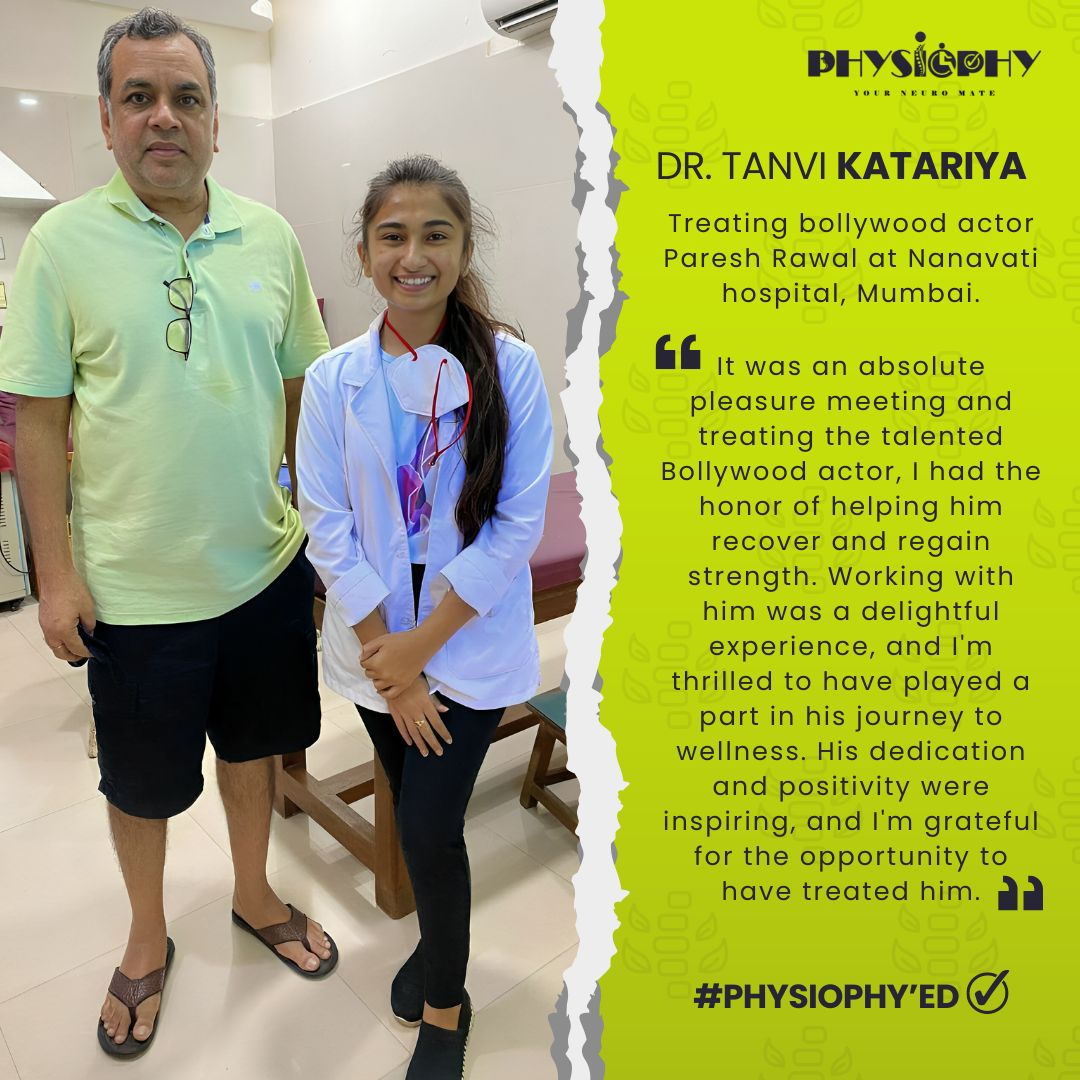 PHYSIOPHY
YOUR NEURO MATE
DR. TANVI KATARIYA
Treating bollywood actor
Paresh Rawal at Nanavati
hospital, Mumbai.
“ It was an absolute
pleasure meeting and
treating the talented
Bollywood actor, I had the
honor of helping him
recover and regain
strength. Working with
him was a delightful
experience, and I'm
thrilled to have played a
part in his journey to
wellness. His dedication
and positivity were
inspiring, and I'm grateful
for the opportunity to
have treated him. ”
#PHYSIOPHY’ED